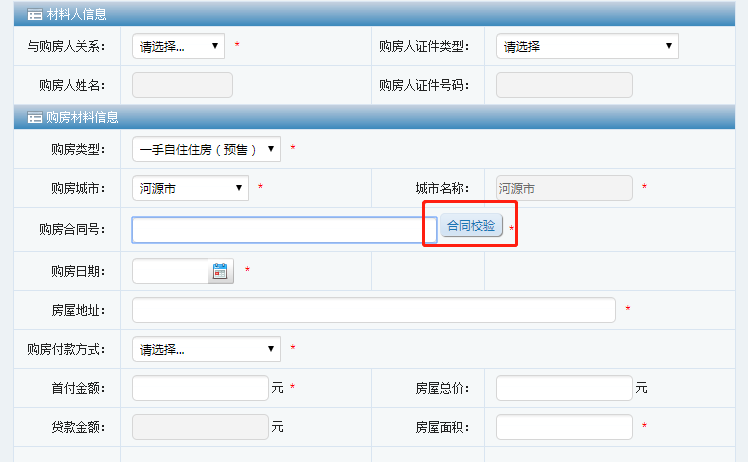 材料人信息
与购房人关系： 请选择... * 购房人证件类型： 请选择
购房人姓名： 购房人证件号码：
购房材料信息
购房类型： 一手自住住房（预售） *
购房城市： 河源市 * 城市名称： 河源市 *
购房合同号： 合同校验 *
购房日期： *
房屋地址： *
购房付款方式： 请选择... *
首付金额： 元 * 房屋总价： 元
贷款金额： 元 房屋面积： *